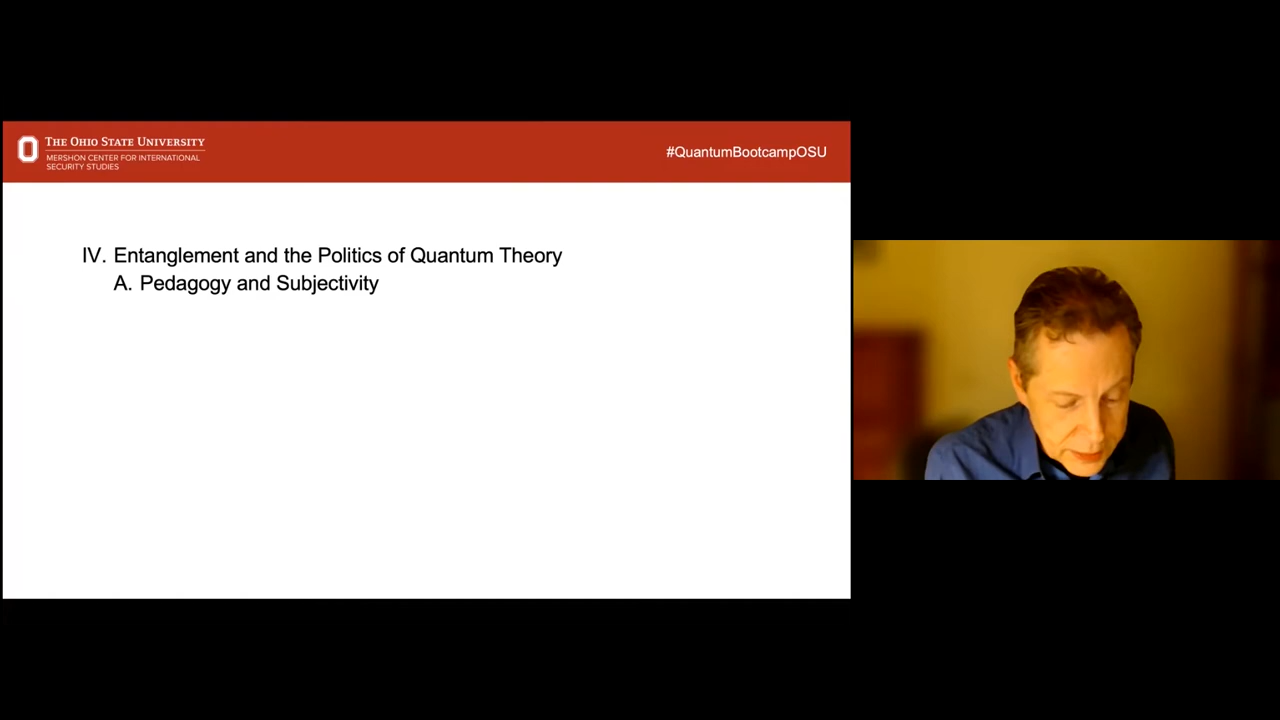 THE OHIO STATE UNIVERSITY
MERSHON CENTER FOR INTERNATIONAL
SECURITY STUDIES
#QuantumBootcampOSU
IV. Entanglement and the Politics of Quantum Theory
A. Pedagogy and Subjectivity